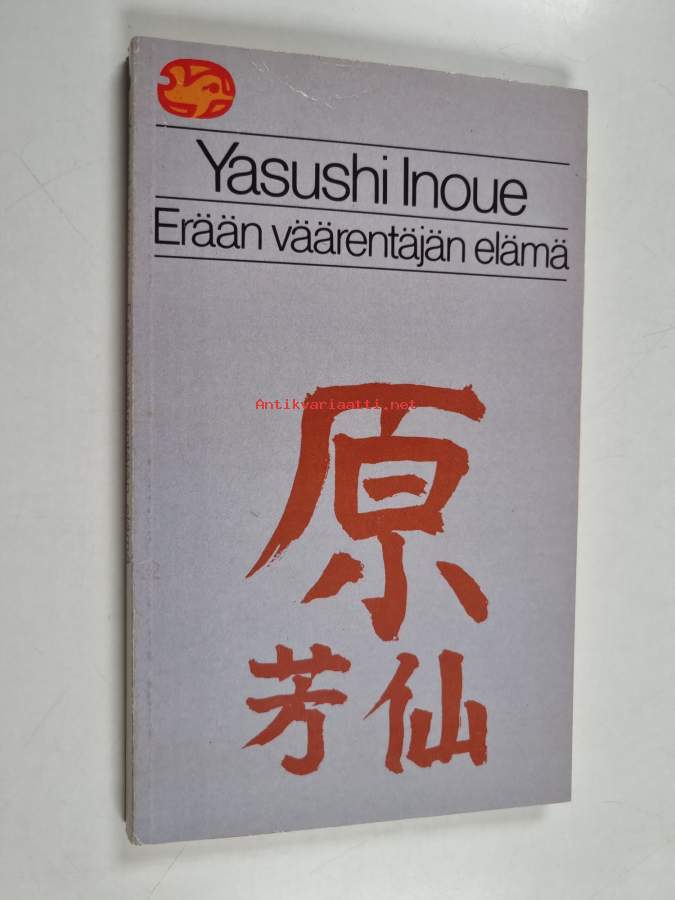 Yasushi Inoue
Erään väärentäjän elämä
Antikvariaatti.net
原
芳仙